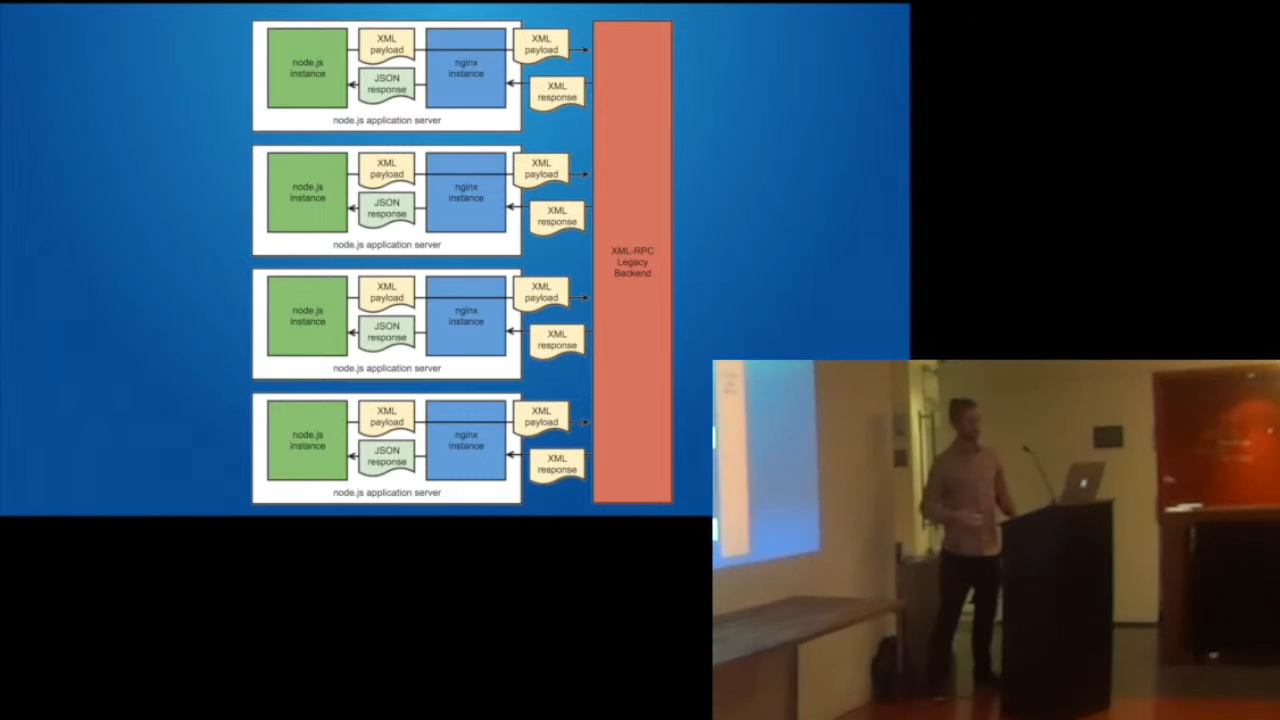 XML
payload
XML
payload
node.js
instance
nginx
instance
JSON
response
XML
response
node.js application server
XML
payload
XML
payload
node.js
instance
nginx
instance
JSON
response
XML
response
node.js application server
XML-RPC
Legacy
Backend
XML
payload
XML
payload
node.js
instance
nginx
instance
JSON
response
XML
response
node.js application server
XML
payload
XML
payload
node.js
instance
nginx
instance
JSON
response
XML
response
node.js application server